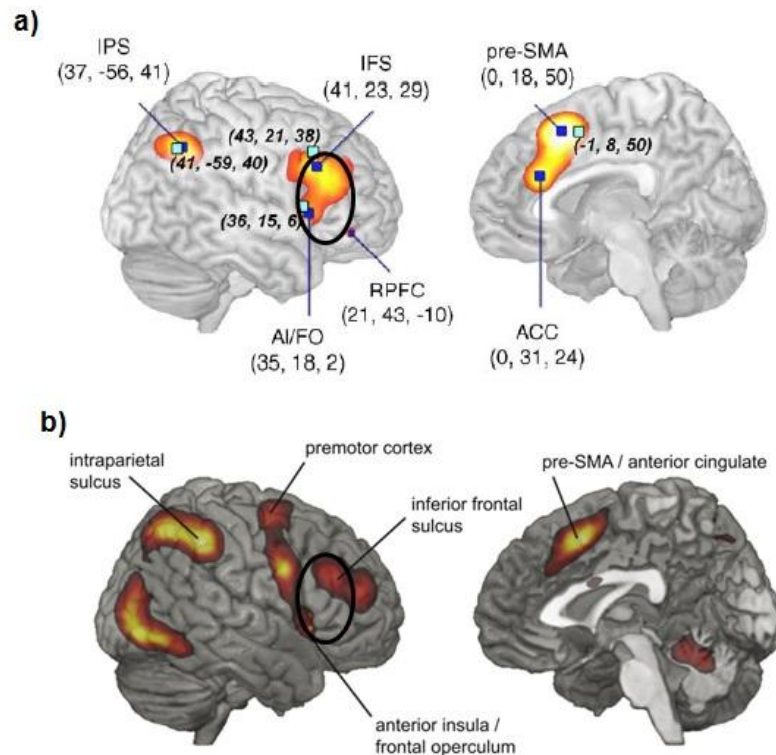 a)
IPS
(37, -56, 41)
IFS
(41, 23, 29)
(43, 21, 38)
(41, -59, 40)
(36, 15, 6)
RPFC
(21, 43, -10)
AI/FO
(35, 18, 2)
pre-SMA
(0, 18, 50)
(-1, 8, 50)
ACC
(0, 31, 24)
b)
intraparietal
sulcus
premotor cortex
inferior frontal
sulcus
anterior insula /
frontal operculum
pre-SMA / anterior cingulate